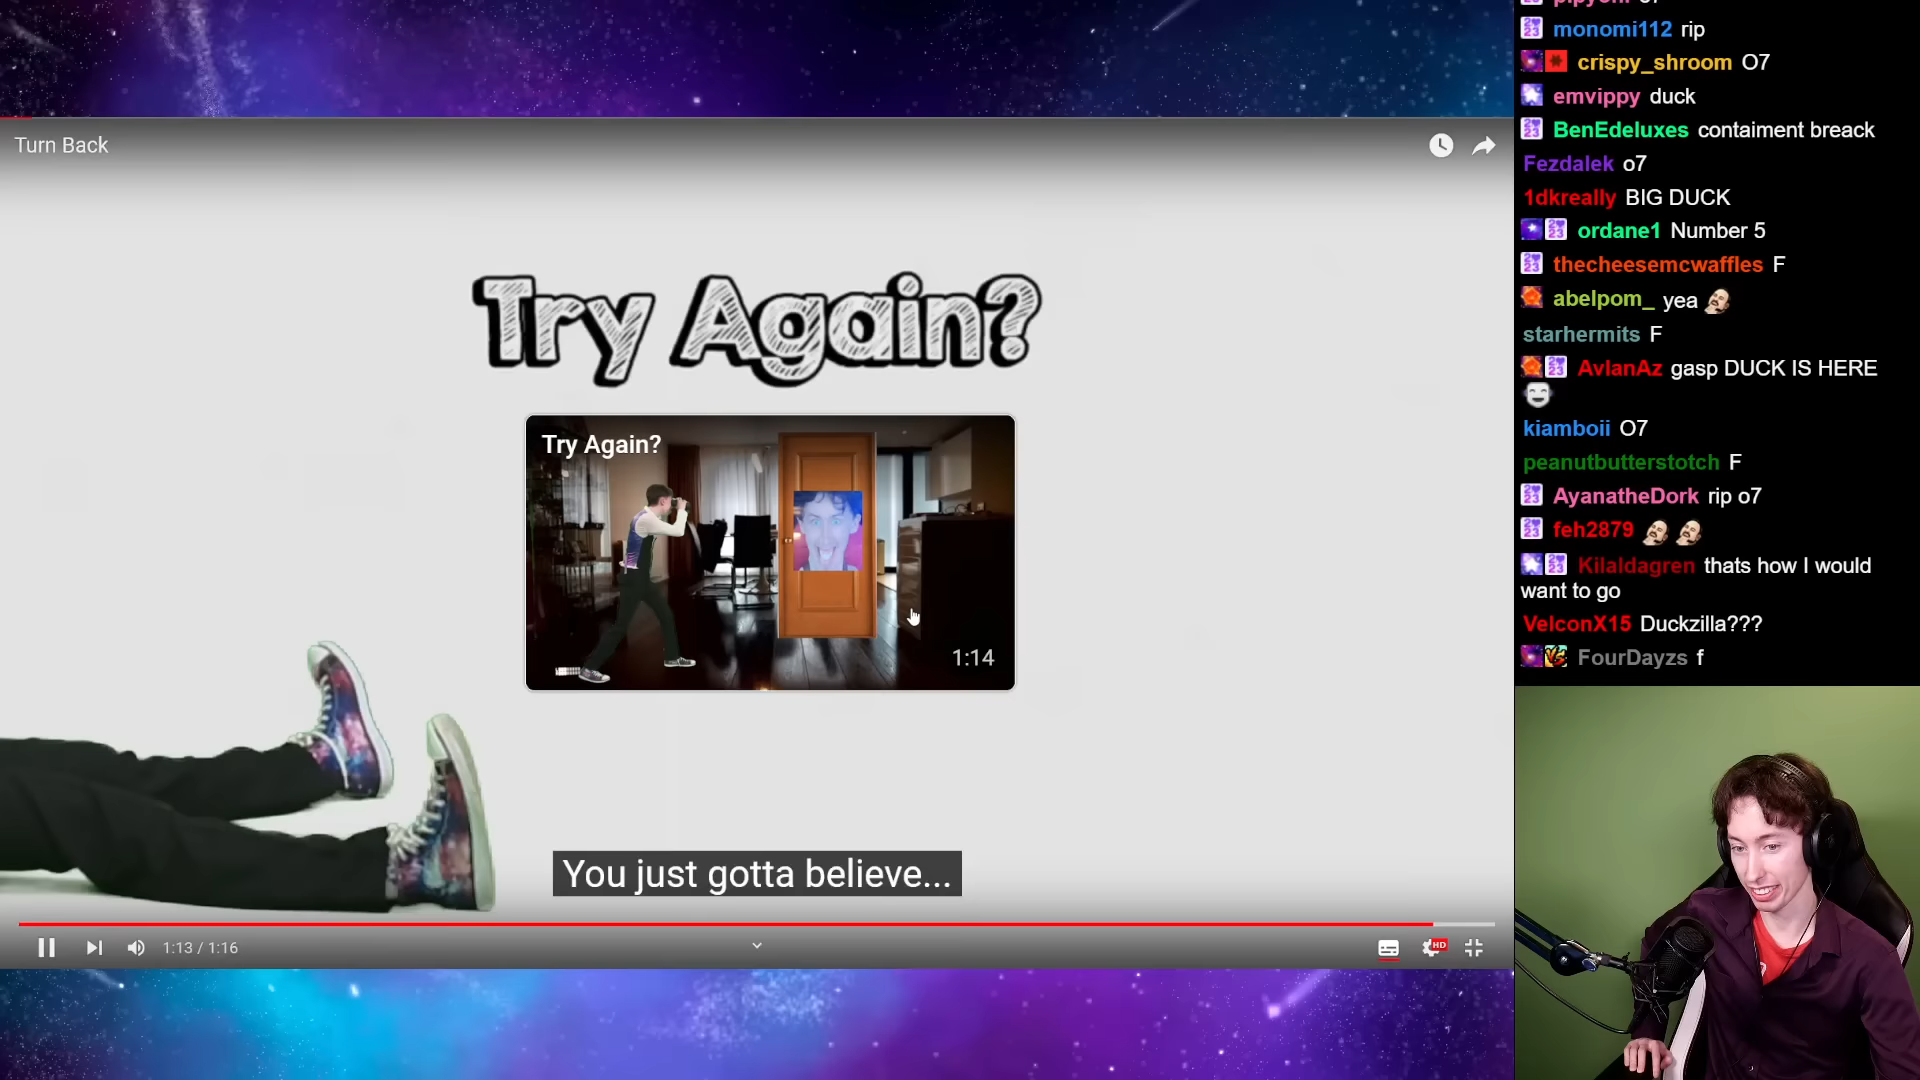 Turn Back
Try Again?
Try Again?
1:14
You just gotta believe...
1:13 / 1:16
HD
monomi112 rip
crispy_shroom O7
emvippy duck
BenEdeluxes contaiment breack
Fezdalek o7
1dkreally BIG DUCK
ordane1 Number 5
thecheesemcwaffles F
abelpom_ yea
starhermits F
AvlanAz gasp DUCK IS HERE
kiamboii O7
peanutbutterstotch F
AyanatheDork rip o7
feh2879
Kilaldagren thats how I would
want to go
VelconX15 Duckzilla???
FourDayzs f